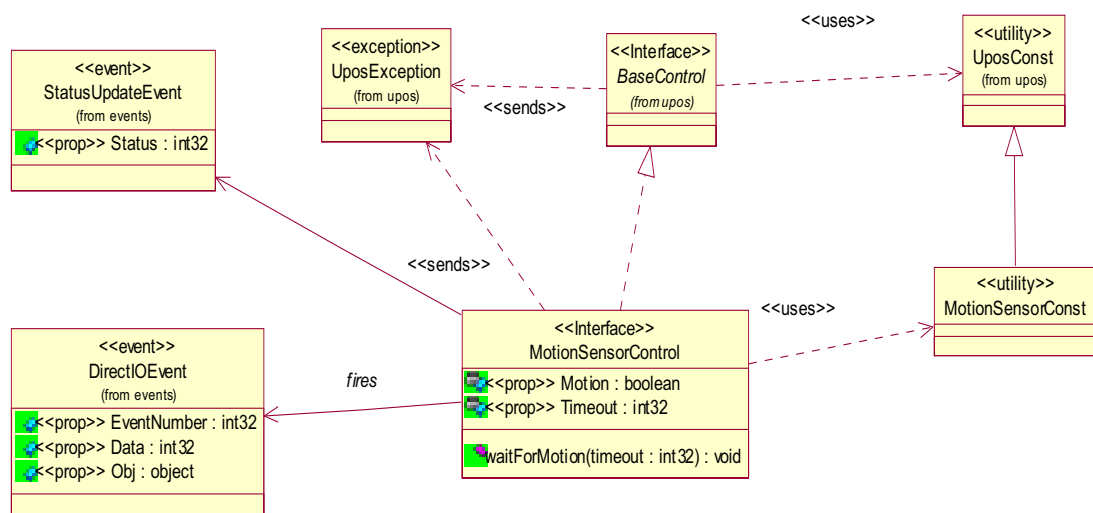 <<uses>>
<<event>>
StatusUpdateEvent
(from events)
<<prop>> Status : int32
<<exception>>
UposException
(from upos)
<<Interface>>
BaseControl
(from upos)
<<utility>>
UposConst
(from upos)
<<sends>>
<<sends>>
<<utility>>
MotionSensorConst
<<uses>>
<<Interface>>
MotionSensorControl
<<prop>> Motion : boolean
<<prop>> Timeout : int32
waitForMotion(timeout : int32) : void
fires
<<event>>
DirectIOEvent
(from events)
<<prop>> EventNumber : int32
<<prop>> Data : int32
<<prop>> Obj : object